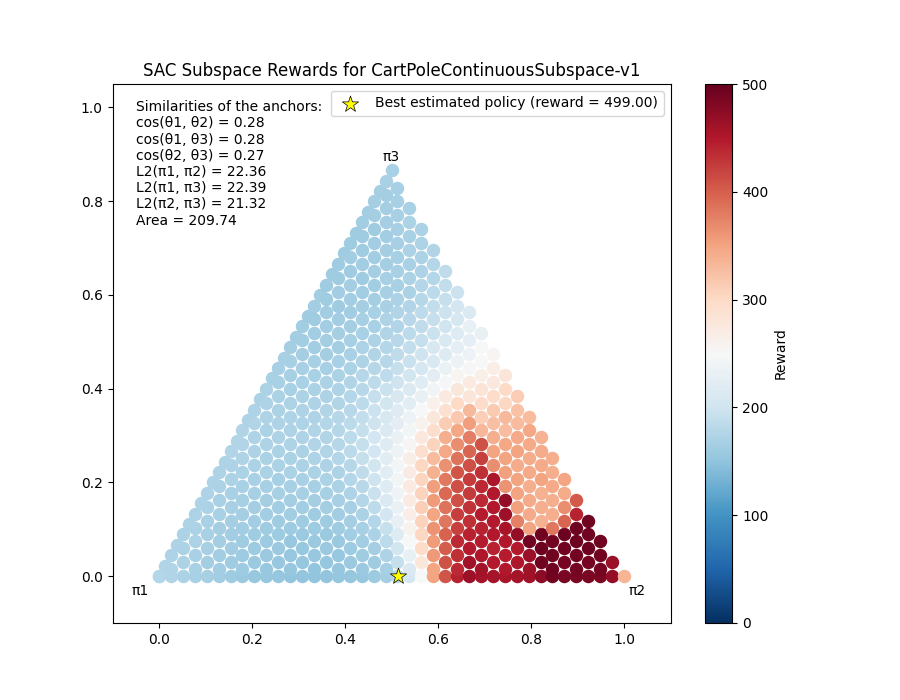 SAC Subspace Rewards for CartPoleContinuousSubspace-v1
Similarities of the anchors:
cos(θ1, θ2) = 0.28
cos(θ1, θ3) = 0.28
cos(θ2, θ3) = 0.27
L2(π1, π2) = 22.36
L2(π1, π3) = 22.39
L2(π2, π3) = 21.32
Area = 209.74
Best estimated policy (reward = 499.00)
π3
π1
π2
1.0
0.8
0.6
0.4
0.2
0.0
0.0
0.2
0.4
0.6
0.8
1.0
500
400
300
200
100
0
Reward